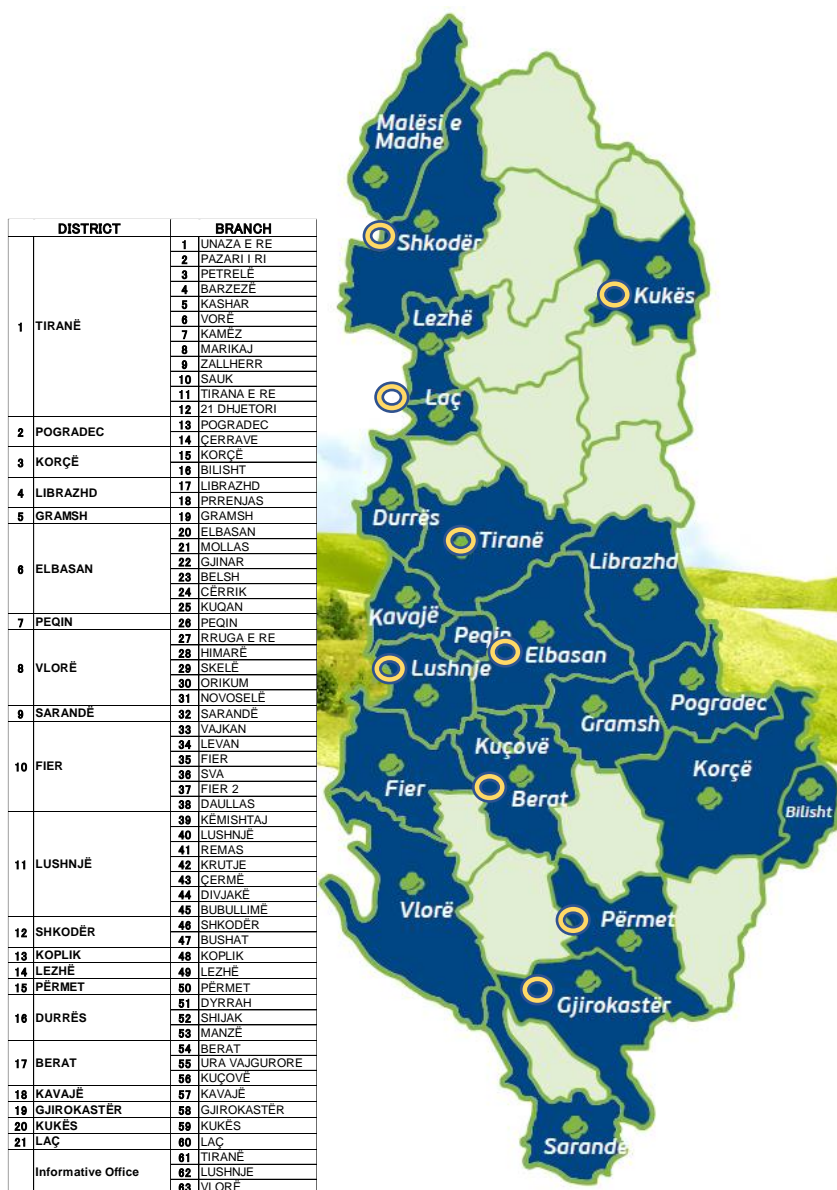 DISTRICT BRANCH
1 TIRANË
1 UNAZA E RE
2 PAZARI I RI
3 PETRELË
4 BARZEZË
5 KASHAR
6 VORË
7 KAMËZ
8 MARIKAJ
9 ZALLHERR
10 SAUK
11 TIRANA E RE
12 21 DHJETORI
2 POGRADEC
13 POGRADEC
14 ÇERRAVE
3 KORÇË
15 KORÇË
16 BILISHT
4 LIBRAZHD
17 LIBRAZHD
18 PRRENJAS
5 GRAMSH
19 GRAMSH
6 ELBASAN
20 ELBASAN
21 MOLLAS
22 GJINAR
23 BELSH
24 CËRRIK
25 KUQAN
7 PEQIN
26 PEQIN
8 VLORË
27 RRUGA E RE
28 HIMARË
29 SKELË
30 ORIKUM
31 NOVOSELË
9 SARANDË
32 SARANDË
10 FIER
33 VAJKAN
34 LEVAN
35 FIER
36 SVA
37 FIER 2
38 DAULLAS
11 LUSHNJË
39 KËMISHTAJ
40 LUSHNJË
41 REMAS
42 KRUTJE
43 ÇERMË
44 DIVJAKË
45 BUBULLIMË
12 SHKODËR
46 SHKODËR
47 BUSHAT
13 KOPLIK
48 KOPLIK
14 LEZHË
49 LEZHË
15 PËRMET
50 PËRMET
16 DURRËS
51 DYRRAH
52 SHIJAK
53 MANZË
17 BERAT
54 BERAT
55 URA VAJGURORE
56 KUÇOVË
18 KAVAJË
57 KAVAJË
19 GJIROKASTËR
58 GJIROKASTËR
20 KUKËS
59 KUKËS
21 LAÇ
60 LAÇ
Informative Office
61 TIRANË
62 LUSHNJE
63 VLORË
Malësi e
Madhe
Shkodër
Kukës
Lezhë
Laç
Durrës
Tiranë
Librazhd
Kavajë
Peqin
Elbasan
Lushnje
Pogradec
Gramsh
Kuçovë
Korçë
Fier
Berat
Bilisht
Vlorë
Përmet
Gjirokastër
Sarandë